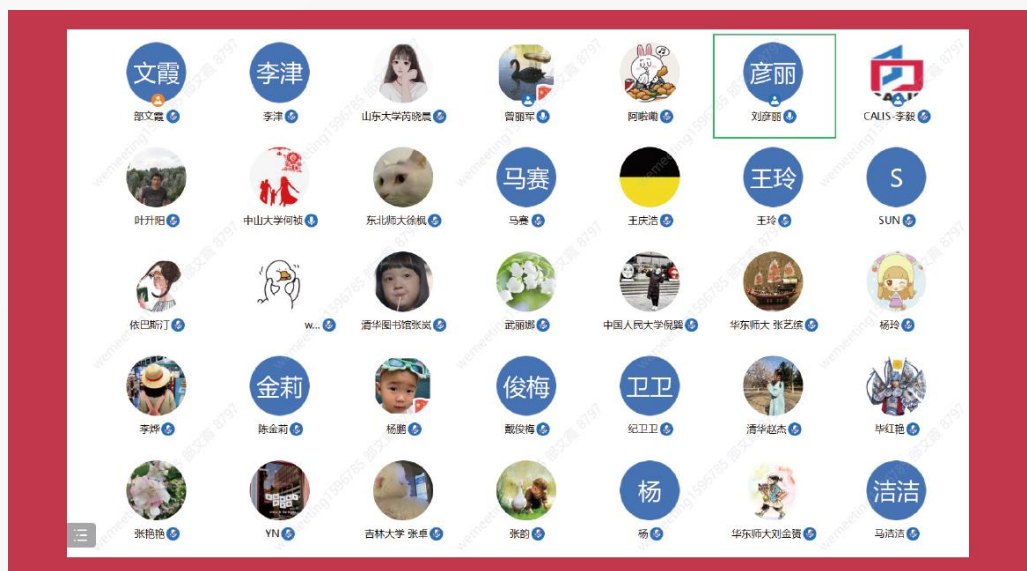 文霞 李津 彦丽
CALIS
部文霞 李津 山东大学芮晓晨 曾丽军 阿啦嘞 刘彦丽 CALIS-李毅
马赛 王玲 S
叶升阳 中山大学何祯 东北师大徐枫 马赛 王庆浩 王玲 SUN
依巴斯汀 w... 清华图书馆张岚 武丽娜 中国人民大学倪龑 华东师大 张艺缤 杨玲
金莉 俊梅 卫卫
李烨 陈金莉 杨鹏 戴俊梅 纪卫卫 清华赵杰 毕红艳
杨 洁洁
张艳艳 YN 吉林大学 张卓 张韵 杨 华东师大刘金赟 马洁洁